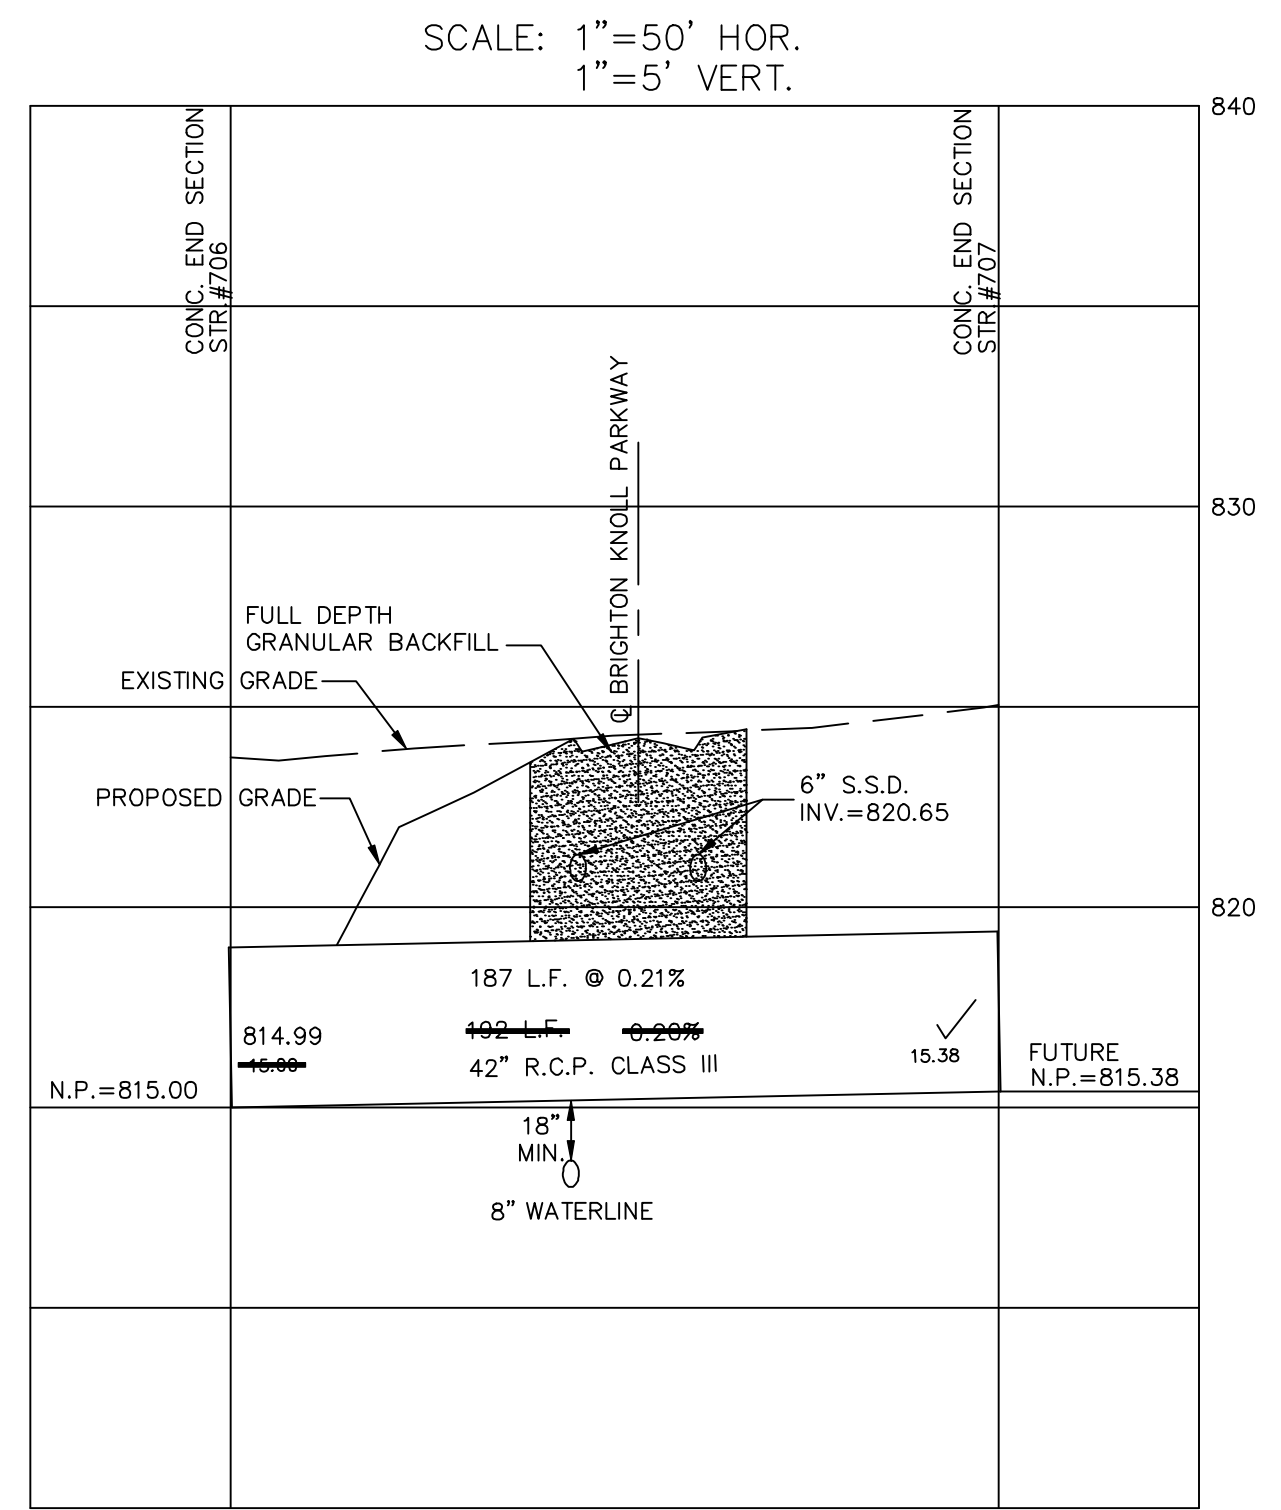 SCALE: 1"=50' HOR.
1"=5' VERT.
840
CONC. END SECTION
STR.#706
CONC. END SECTION
STR.#707
℄ BRIGHTON KNOLL PARKWAY
830
FULL DEPTH
GRANULAR BACKFILL
EXISTING GRADE
PROPOSED GRADE
6" S.S.D.
INV.=820.65
820
187 L.F. @ 0.21%
814.99
192 L.F. 0.20%
15.00
42" R.C.P. CLASS III
15.38
FUTURE
N.P.=815.38
N.P.=815.00
18"
MIN.
8" WATERLINE